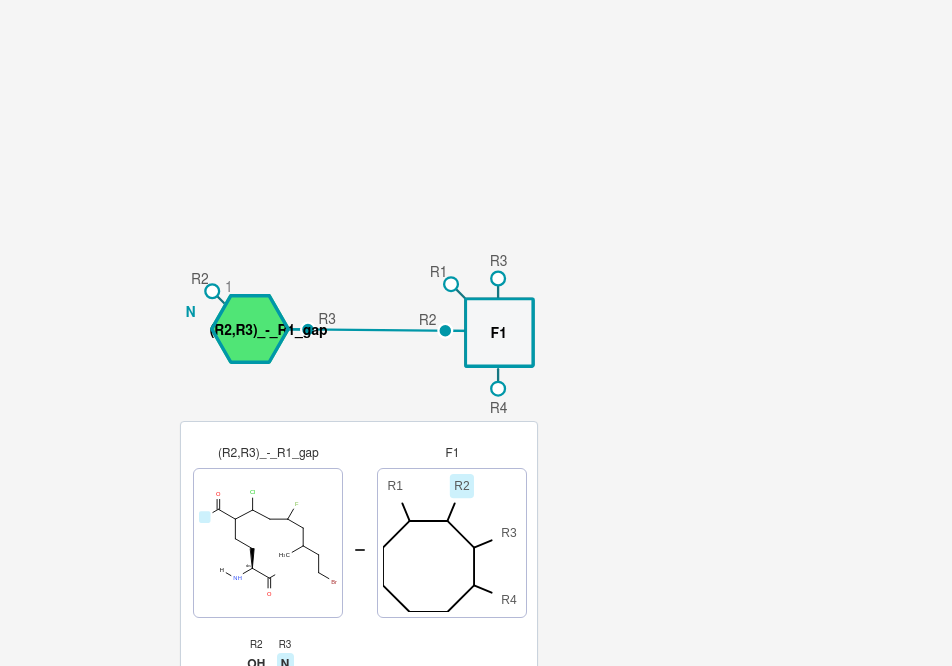 R3
R1
R2 1
N
R3 R2
(R2,R3)_-_R1_gap F1
R4
(R2,R3)_-_R1_gap F1
R1 R2
R3
R4
O Cl F
H₃C
H NH
O Br
–
R2 R3
OH N